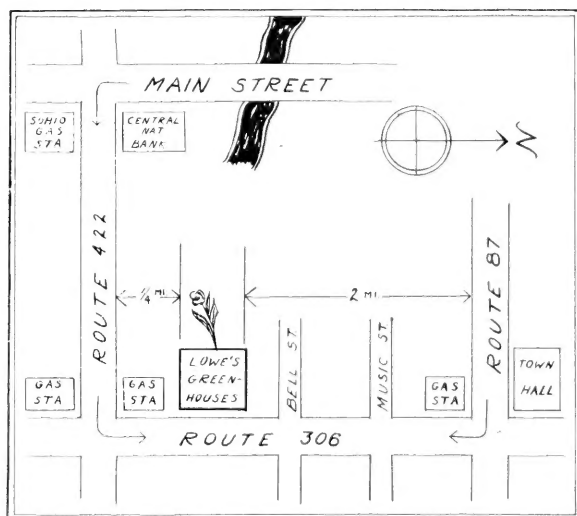 MAIN STREET
SOHIO
GAS
STA
CENTRAL
NAT
BANK
N
ROUTE 422
1/4 MI
2 MI
ROUTE 87
LOWE'S
GREEN-
HOUSES
BELL ST.
MUSIC ST.
GAS
STA
GAS
STA
GAS
STA
TOWN
HALL
ROUTE 306